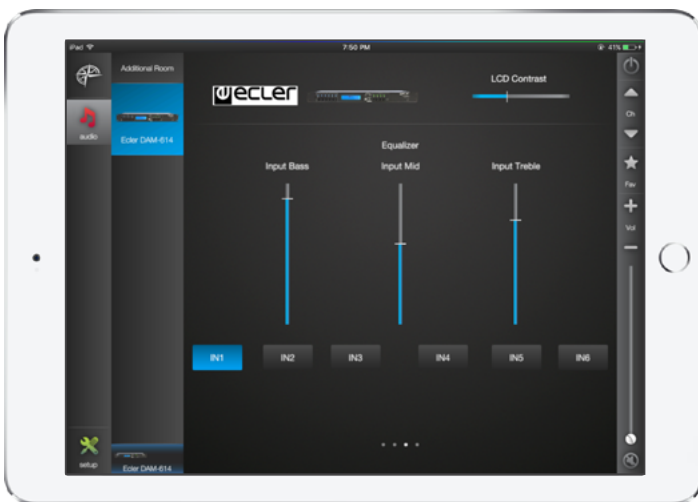 iPad
7:50 PM
41%
Additional Room
audio
Ecler DAM-614
ecler
LCD Contrast
Equalizer
Input Bass
Input Mid
Input Treble
IN1
IN2
IN3
IN4
IN5
IN6
Ch
Fav
Vol
setup
Ecler DAM-614